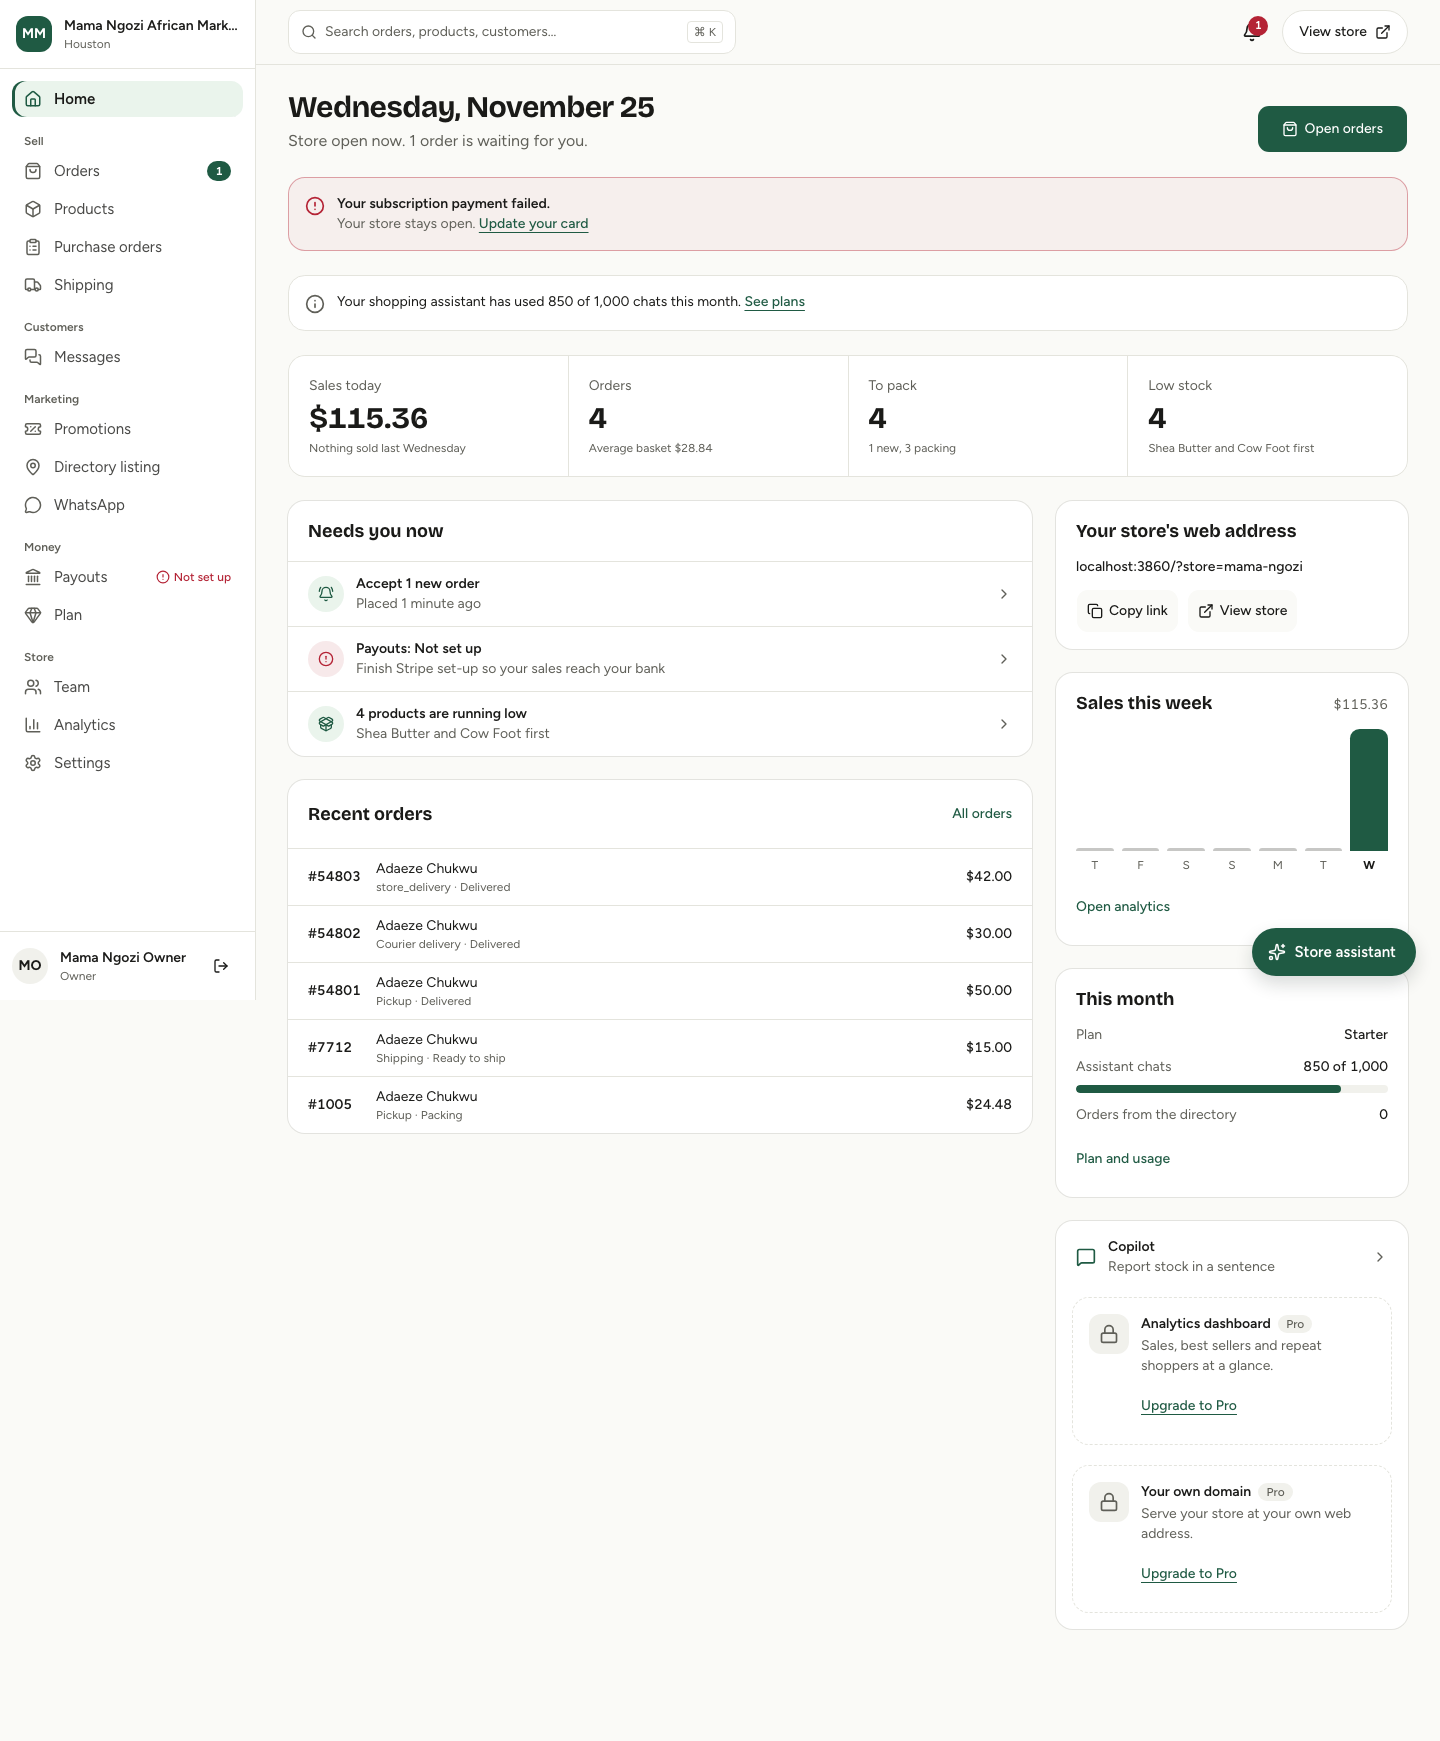 MM
Mama Ngozi African Mark...
Houston
Home
Sell
Orders
1
Products
Purchase orders
Shipping
Customers
Messages
Marketing
Promotions
Directory listing
WhatsApp
Money
Payouts
Not set up
Plan
Store
Team
Analytics
Settings
MO
Mama Ngozi Owner
Owner
Search orders, products, customers...
⌘ K
1
View store
Wednesday, November 25
Store open now. 1 order is waiting for you.
Open orders
Your subscription payment failed.
Your store stays open. Update your card
Your shopping assistant has used 850 of 1,000 chats this month. See plans
Sales today
$115.36
Nothing sold last Wednesday
Orders
4
Average basket $28.84
To pack
4
1 new, 3 packing
Low stock
4
Shea Butter and Cow Foot first
Needs you now
Accept 1 new order
Placed 1 minute ago
Payouts: Not set up
Finish Stripe set-up so your sales reach your bank
4 products are running low
Shea Butter and Cow Foot first
Recent orders
All orders
#54803
Adaeze Chukwu
store_delivery · Delivered
$42.00
#54802
Adaeze Chukwu
Courier delivery · Delivered
$30.00
#54801
Adaeze Chukwu
Pickup · Delivered
$50.00
#7712
Adaeze Chukwu
Shipping · Ready to ship
$15.00
#1005
Adaeze Chukwu
Pickup · Packing
$24.48
Your store's web address
localhost:3860/?store=mama-ngozi
Copy link
View store
Sales this week
$115.36
T F S S M T W
Open analytics
Store assistant
This month
Plan
Starter
Assistant chats
850 of 1,000
Orders from the directory
0
Plan and usage
Copilot
Report stock in a sentence
Analytics dashboard
Pro
Sales, best sellers and repeat
shoppers at a glance.
Upgrade to Pro
Your own domain
Pro
Serve your store at your own web
address.
Upgrade to Pro